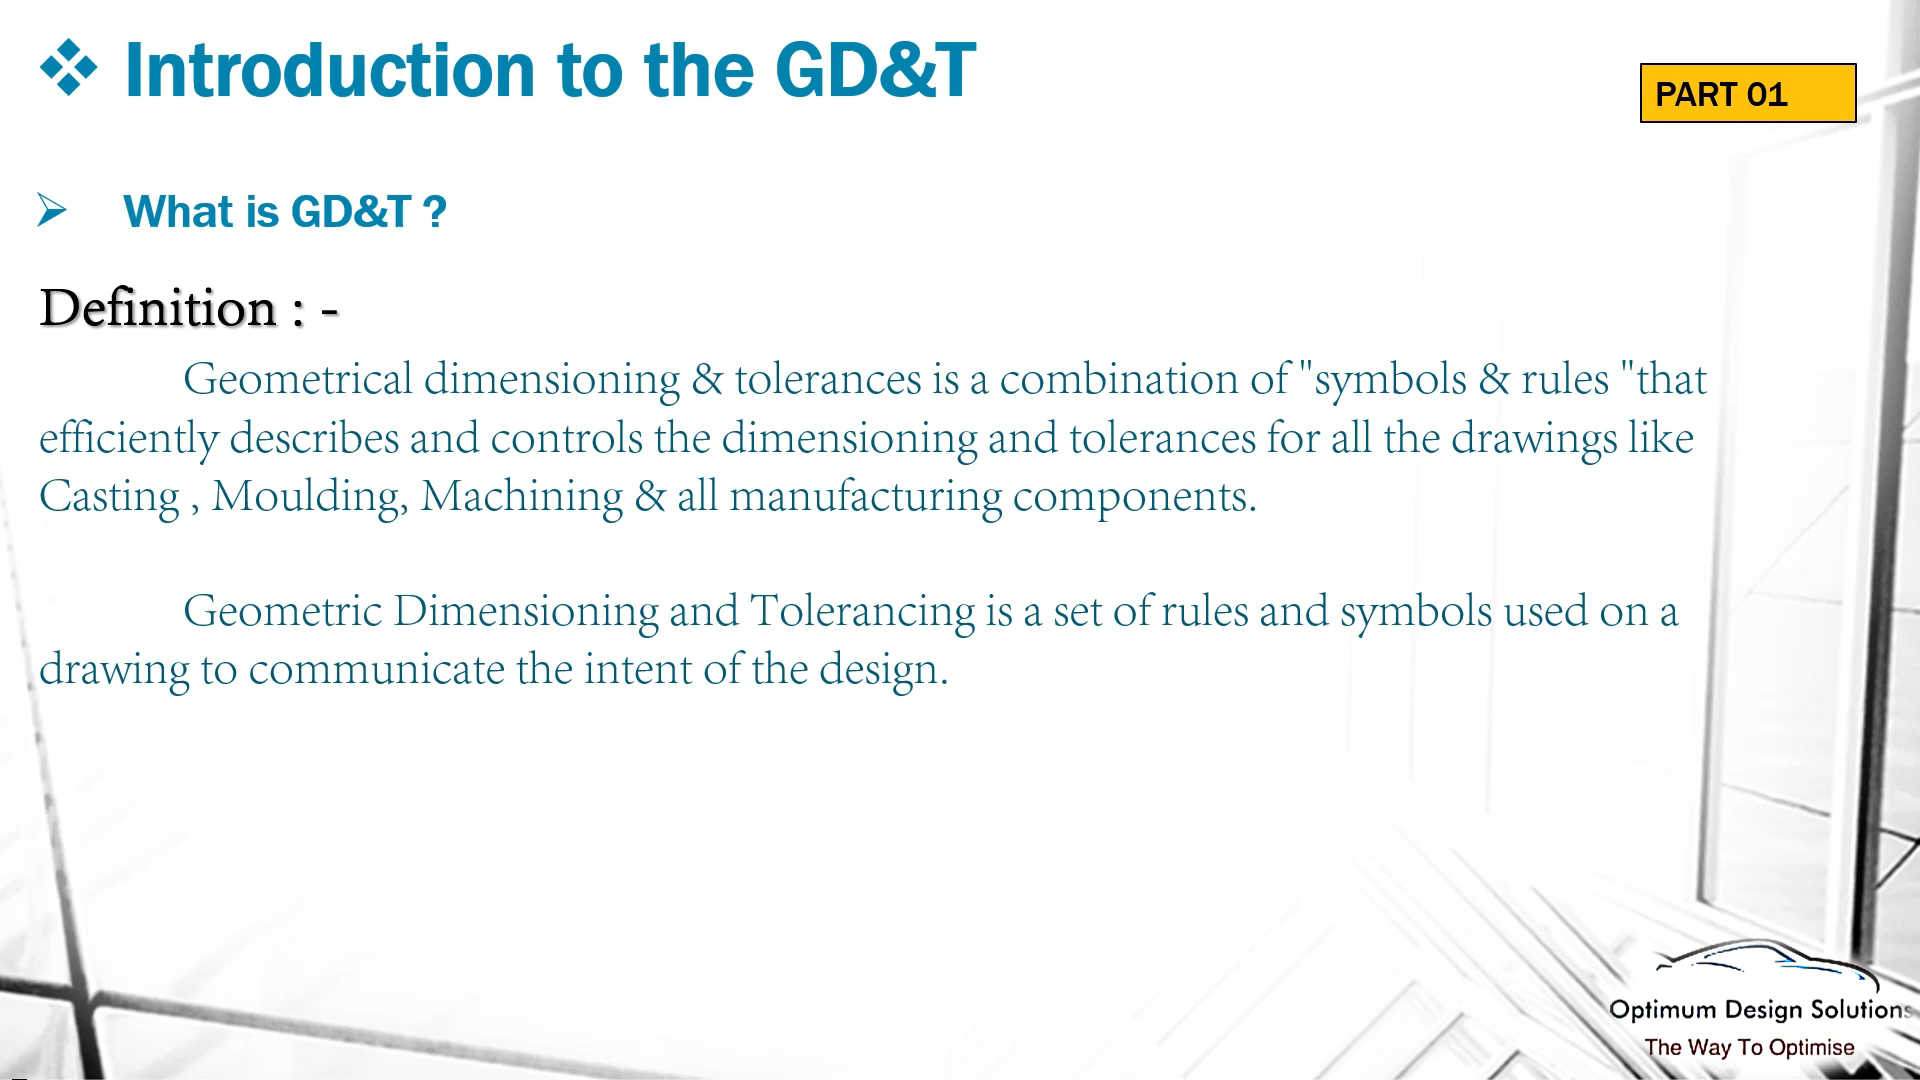 ❖ Introduction to the GD&T
PART 01
➢ What is GD&T ?
Definition : -
Geometrical dimensioning & tolerances is a combination of "symbols & rules "that
efficiently describes and controls the dimensioning and tolerances for all the drawings like
Casting , Moulding, Machining & all manufacturing components.
Geometric Dimensioning and Tolerancing is a set of rules and symbols used on a
drawing to communicate the intent of the design.
Optimum Design Solutions
The Way To Optimise